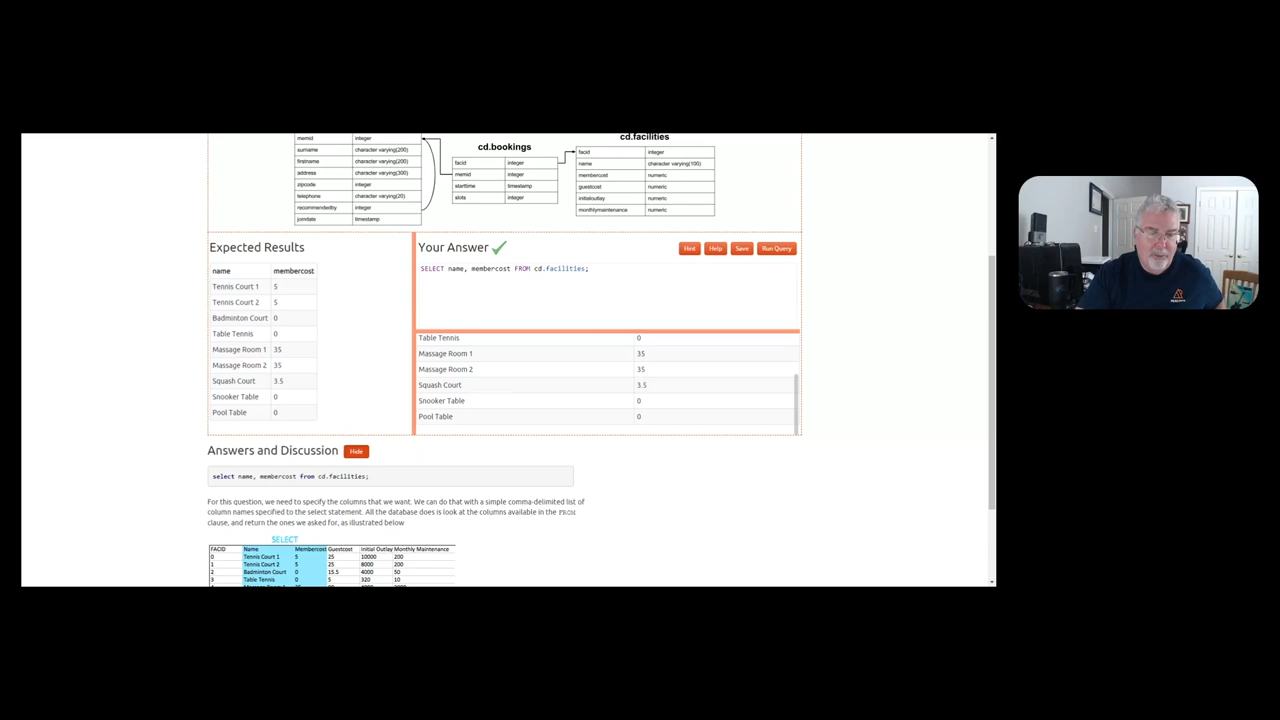 cd.facilities
memid integer
surname character varying(200)
firstname character varying(200)
address character varying(300)
zipcode integer
telephone character varying(20)
recommendedby integer
joindate timestamp
cd.bookings
facid integer
memid integer
starttime timestamp
slots integer
facid integer
name character varying(100)
membercost numeric
guestcost numeric
initialoutlay numeric
monthlymaintenance numeric
Expected Results
name membercost
Tennis Court 1 5
Tennis Court 2 5
Badminton Court 0
Table Tennis 0
Massage Room 1 35
Massage Room 2 35
Squash Court 3.5
Snooker Table 0
Pool Table 0
Your Answer
Hint Help Save Run Query
SELECT name, membercost FROM cd.facilities;
Table Tennis 0
Massage Room 1 35
Massage Room 2 35
Squash Court 3.5
Snooker Table 0
Pool Table 0
Answers and Discussion Hide
select name, membercost from cd.facilities;
For this question, we need to specify the columns that we want. We can do that with a simple comma-delimited list of
column names specified to the select statement. All the database does is look at the columns available in the FROM
clause, and return the ones we asked for, as illustrated below
SELECT
FACID Name Membercost Guestcost Initial Outlay Monthly Maintenance
0 Tennis Court 1 5 25 10000 200
1 Tennis Court 2 5 25 8000 200
2 Badminton Court 0 15.5 4000 50
3 Table Tennis 0 5 320 10